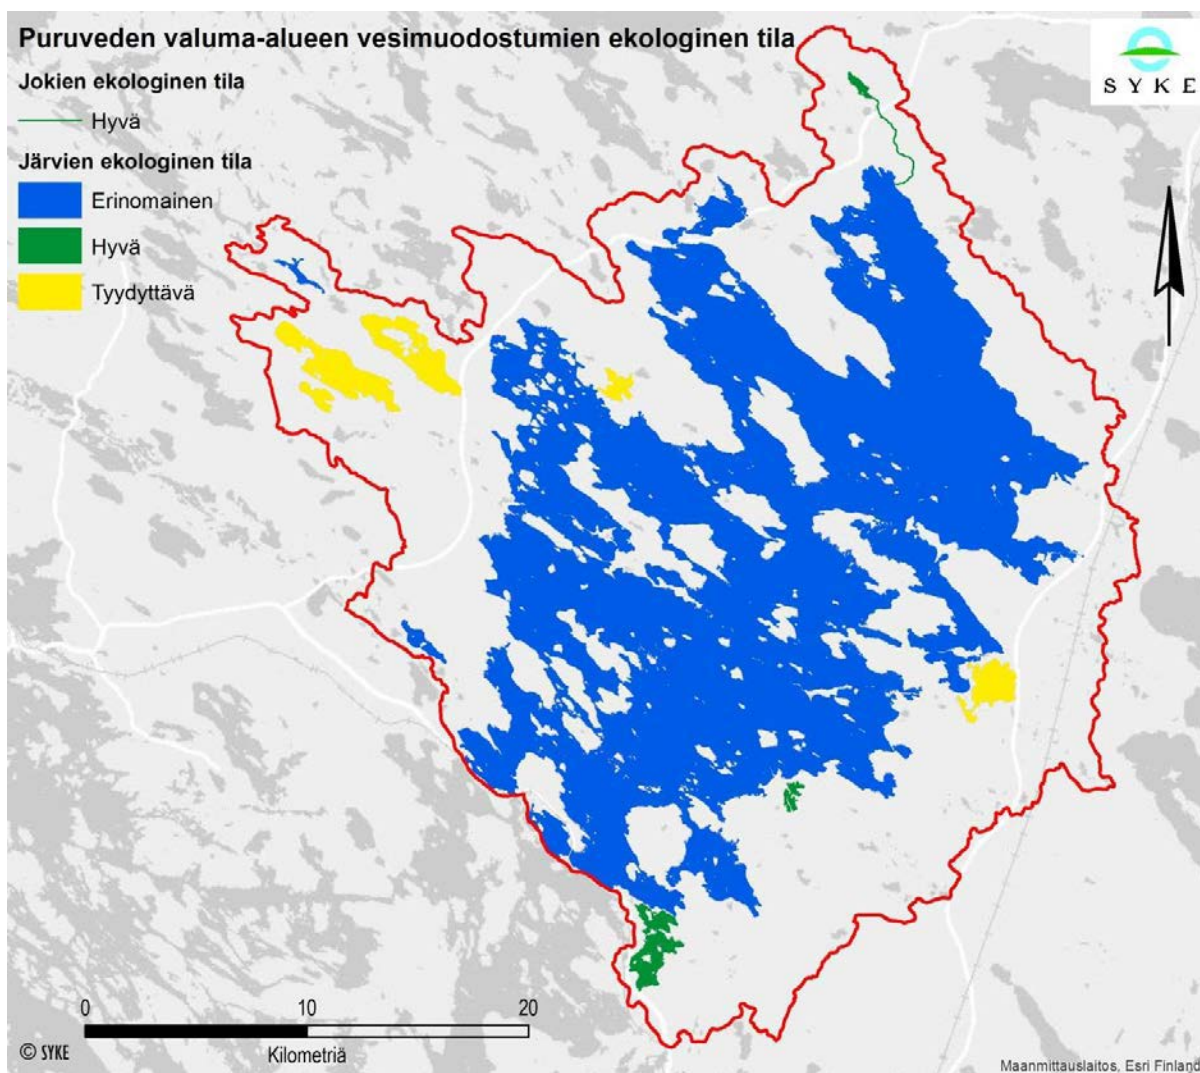 Puruveden valuma-alueen vesimuodostumien ekologinen tila
SYKE
Jokien ekologinen tila
Hyvä
Järvien ekologinen tila
Erinomainen
Hyvä
Tyydyttävä
0 10 20
Kilometriä
© SYKE
Maanmittauslaitos, Esri Finland